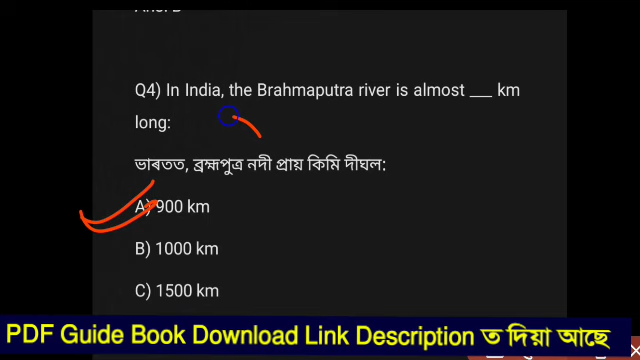 Q4) In India, the Brahmaputra river is almost ___ km
long:
ভাৰতত, ব্ৰহ্মপুত্ৰ নদী প্ৰায় কিমি দীঘল:
A) 900 km
B) 1000 km
C) 1500 km
PDF Guide Book Download Link Description ত দিয়া আছে